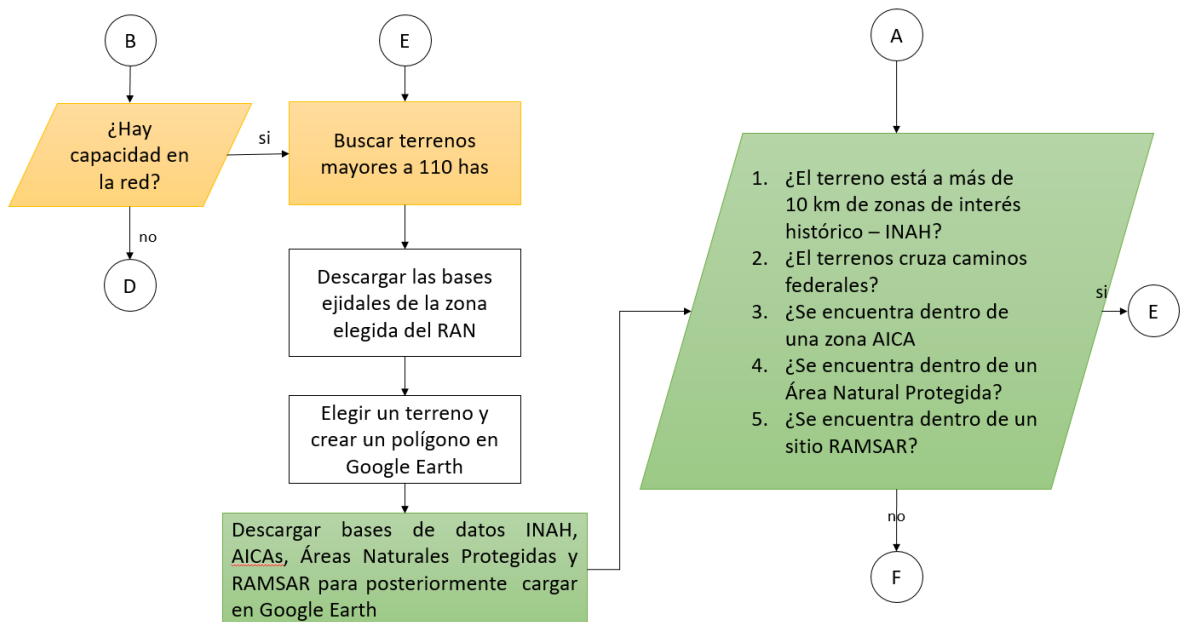 B
¿Hay
capacidad en
la red?
si
no
D
E
Buscar terrenos
mayores a 110 has
Descargar las bases
ejidales de la zona
elegida del RAN
Elegir un terreno y
crear un polígono en
Google Earth
Descargar bases de datos INAH,
AICAs, Áreas Naturales Protegidas y
RAMSAR para posteriormente cargar
en Google Earth
A
1. ¿El terreno está a más de
10 km de zonas de interés
histórico – INAH?
2. ¿El terrenos cruza caminos
federales?
3. ¿Se encuentra dentro de
una zona AICA
4. ¿Se encuentra dentro de un
Área Natural Protegida?
5. ¿Se encuentra dentro de un
sitio RAMSAR?
si
E
no
F